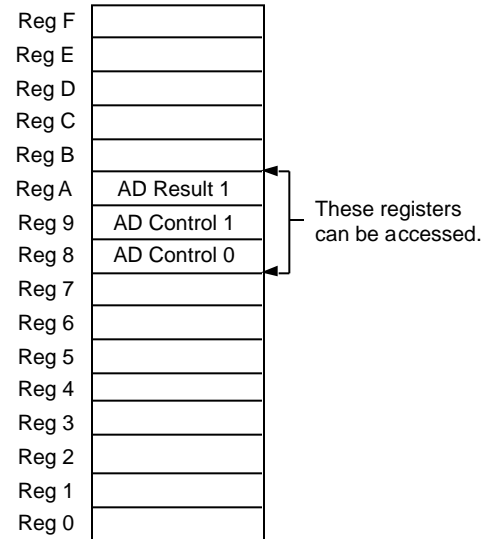 Reg F
Reg E
Reg D
Reg C
Reg B
Reg A AD Result 1
Reg 9 AD Control 1
Reg 8 AD Control 0
These registers
can be accessed.
Reg 7
Reg 6
Reg 5
Reg 4
Reg 3
Reg 2
Reg 1
Reg 0